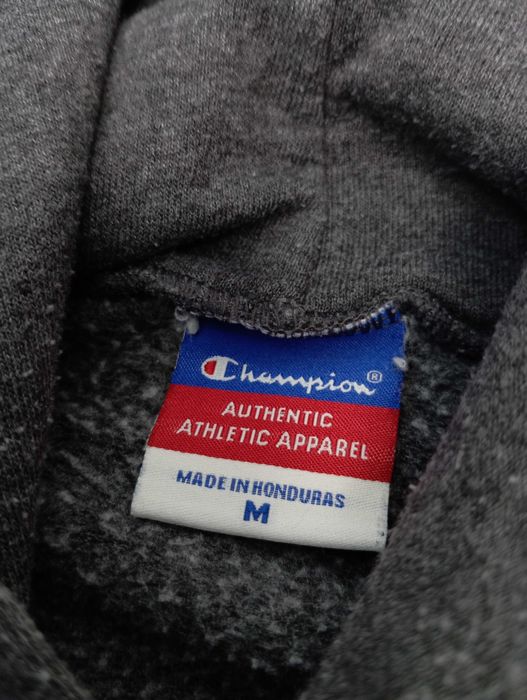 Champion®
AUTHENTIC
ATHLETIC APPAREL
MADE IN HONDURAS
M